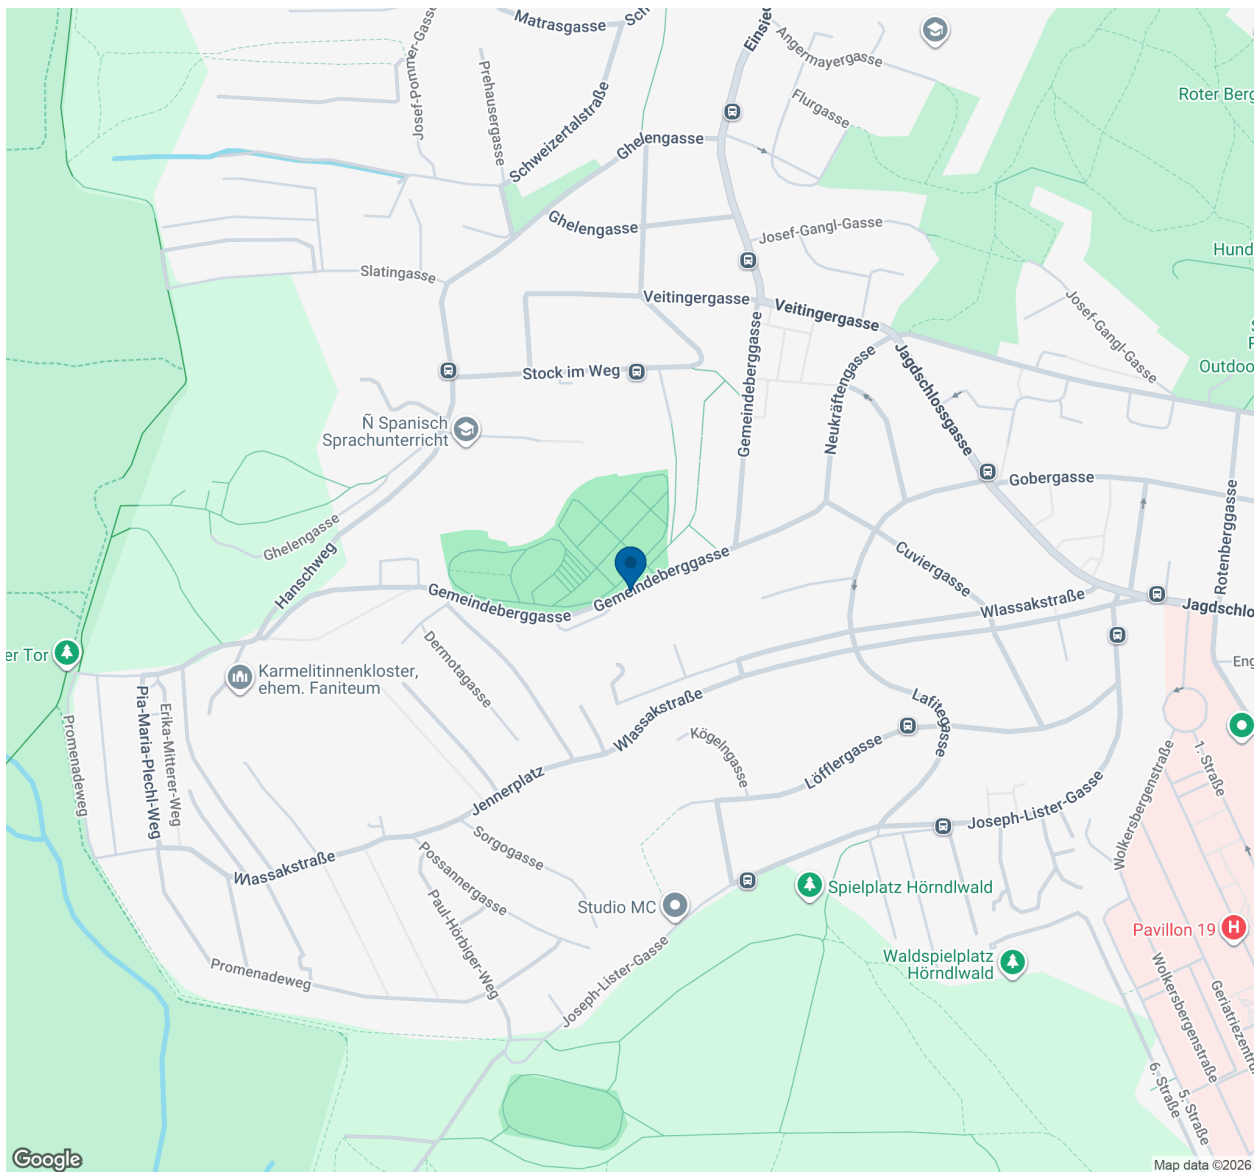 Matrasgasse
Sch
Josef-Pommer-Gasse
Prehausergasse
Schweizertalstraße
Einsied
Angermayergasse
Flurgasse
Roter Berg
Ghelengasse
Ghelengasse
Josef-Gangl-Gasse
Hund
Slatingasse
Veitingergasse
Veitingergasse
Josef-Gangl-Gasse
S
F
Outdoo
Stock im Weg
Gemeindeberggasse
Neukräftengasse
Jagdschlossgasse
Ñ Spanisch
Sprachunterricht
Gobergasse
Rotenberggasse
Ghelengasse
Hanschweg
Cuviergasse
Gemeindeberggasse
Gemeindeberggasse
Wlassakstraße
Jagdschlo
er Tor
Karmelitinnenkloster,
ehem. Faniteum
Dermotagasse
Eng
Pia-Maria-Plechl-Weg
Erika-Mitterer-Weg
Promenadeweg
Wlassakstraße
Lafitegasse
Kögelngasse
Löfflergasse
1. Straße
Wolkersbergenstraße
Jennerplatz
Joseph-Lister-Gasse
Sorgogasse
Wlassakstraße
Possannergasse
Paul-Hörbiger-Weg
Studio MC
Spielplatz Hörndlwald
Pavillon 19
H
Waldspielplatz
Hörndlwald
Promenadeweg
Joseph-Lister-Gasse
Wolkersbergenstraße
Geriatriezentru
6. Straße
5. Straße
Google
Map data ©2026